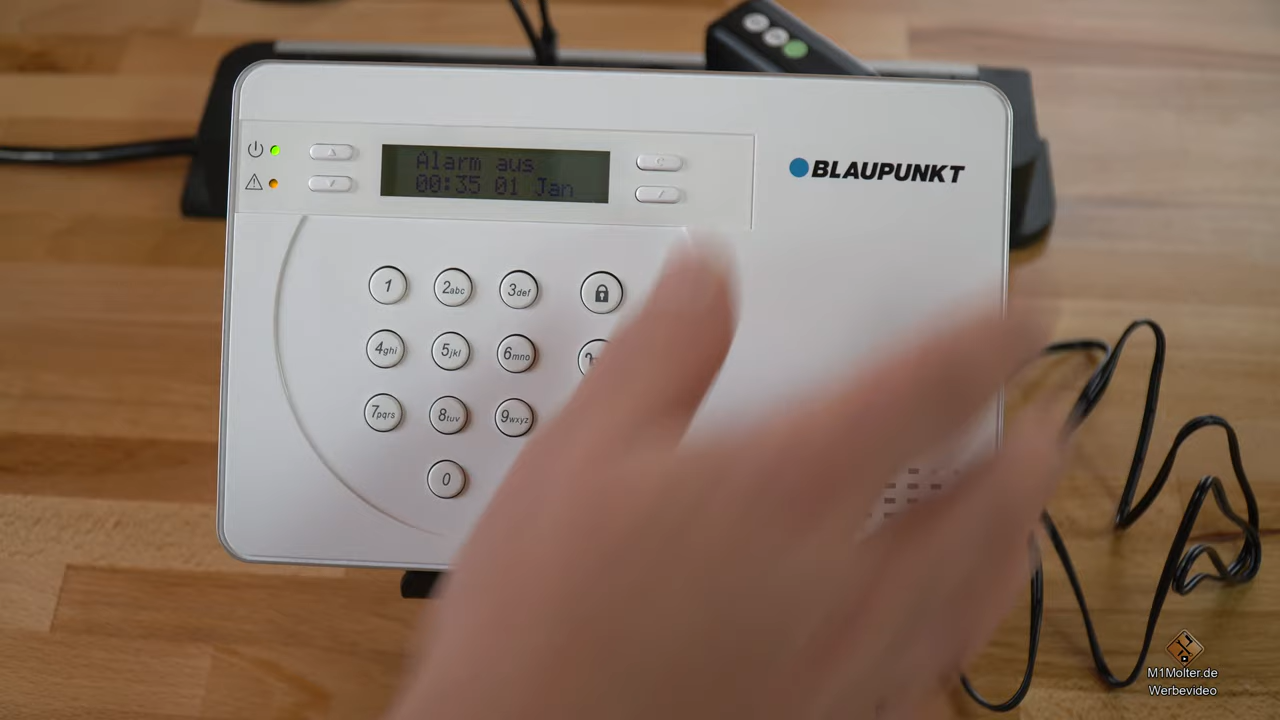 Alarm aus
00:35 01 Jan
BLAUPUNKT
1
2abc
3def
4ghi
5jkl
6mno
7pqrs
8tuv
9wxyz
0
M1Molter.de
Werbevideo